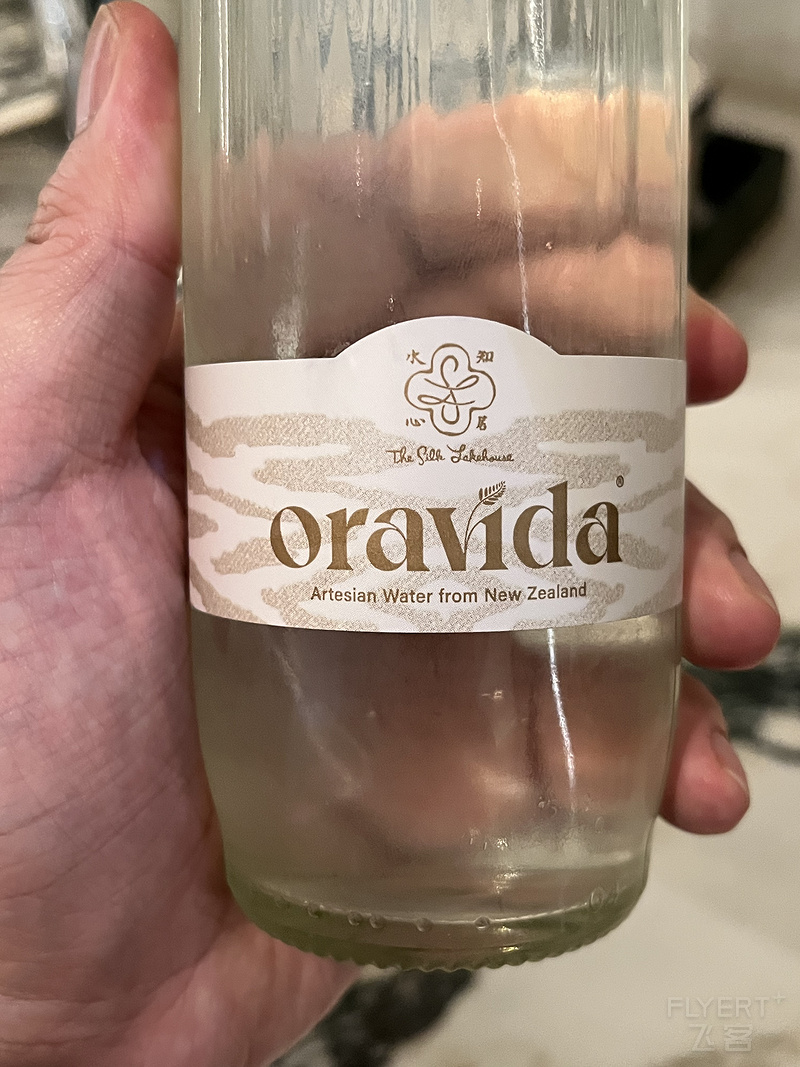 水 知
心 居
The Silk Lakehouse
oravida®
Artesian Water from New Zealand
FLYERT+
飞客